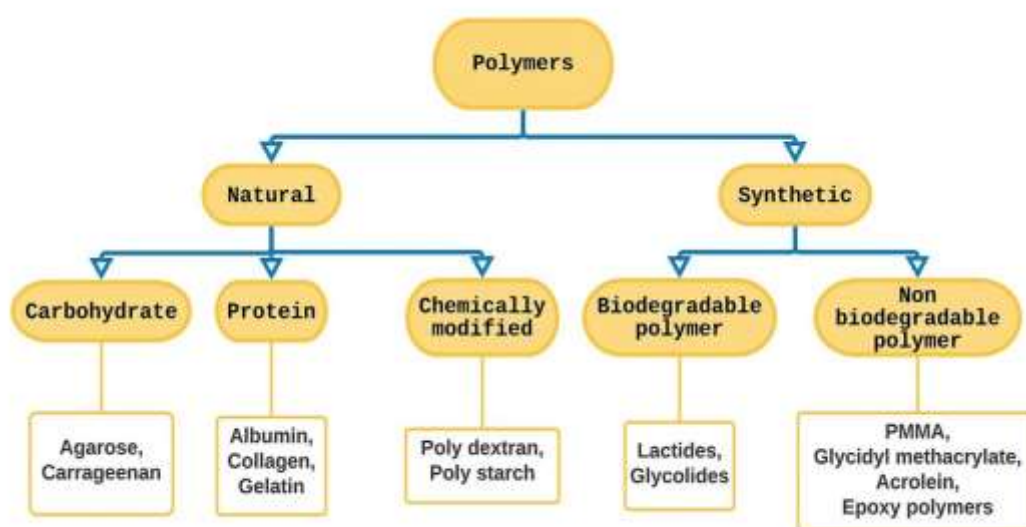 Polymers
Natural
Synthetic
Carbohydrate
Protein
Chemically
modified
Biodegradable
polymer
Non
biodegradable
polymer
Agarose,
Carrageenan
Albumin,
Collagen,
Gelatin
Poly dextran,
Poly starch
Lactides,
Glycolides
PMMA,
Glycidyl methacrylate,
Acrolein,
Epoxy polymers